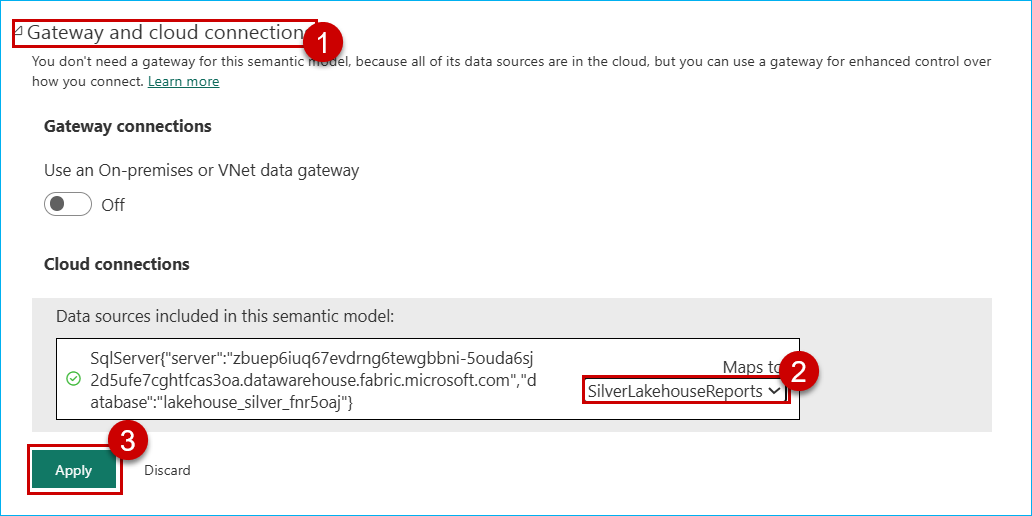 Gateway and cloud connection
1
You don't need a gateway for this semantic model, because all of its data sources are in the cloud, but you can use a gateway for enhanced control over
how you connect. Learn more
Gateway connections
Use an On-premises or VNet data gateway
Off
Cloud connections
Data sources included in this semantic model:
SqlServer{"server":"zbuep6iuq67evdrng6tewgbbni-5ouda6sj
2d5ufe7cghtfcas3oa.datawarehouse.fabric.microsoft.com","d
atabase":"lakehouse_silver_fnr5oaj"}
Maps to
2
SilverLakehouseReports
3
Apply
Discard